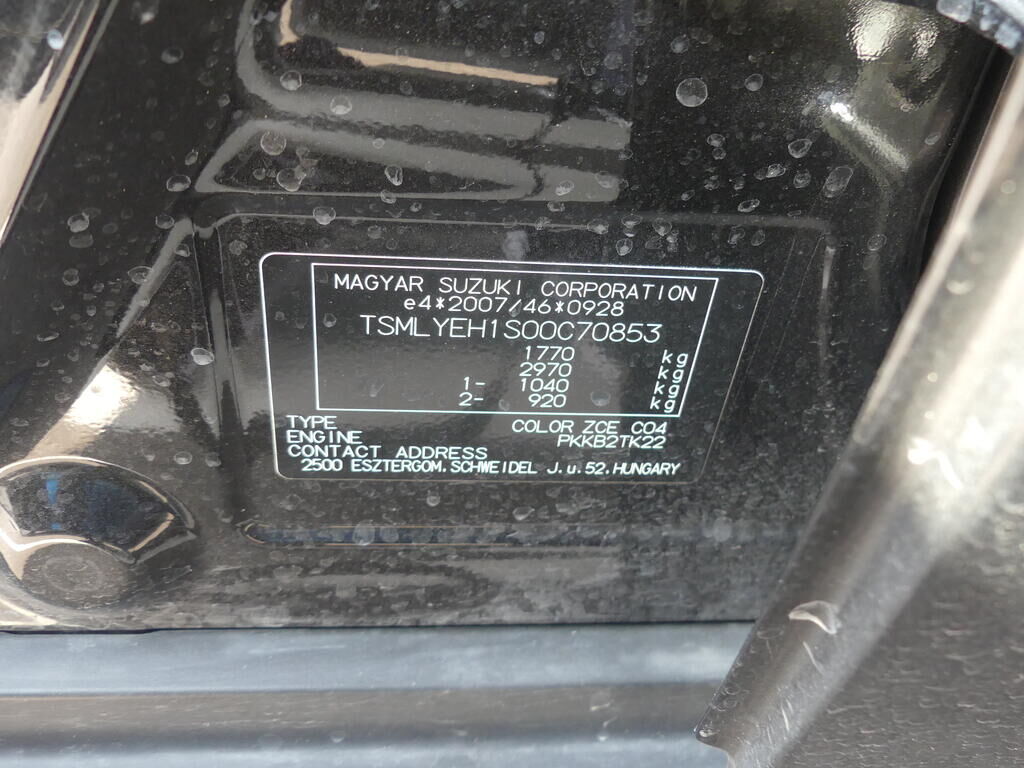 MAGYAR SUZUKI CORPORATION
e4*2007/46*0928
TSMLYEH1S00C70853
1770 kg
2970 kg
1- 1040 kg
2- 920 kg
TYPE COLOR ZCE C04
ENGINE PKKB2TK22
CONTACT ADDRESS
2500 ESZTERGOM. SCHWEIDEL J. u. 52. HUNGARY